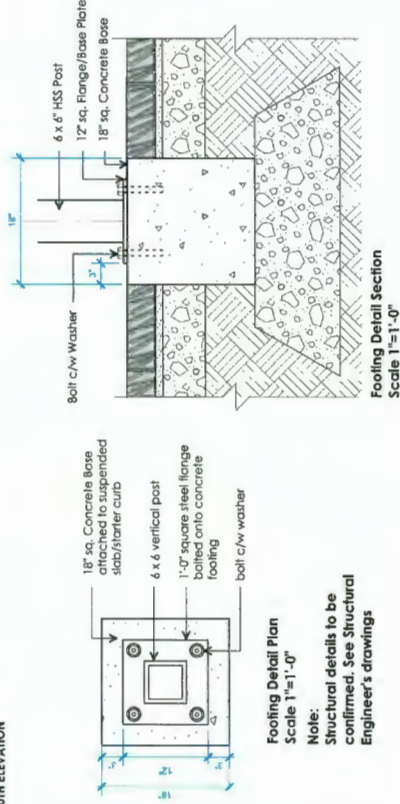 UTH ELEVATION
18" sq. Concrete Base
attached to suspended
slab/starter curb
6 x 6 vertical post
1'-0" square steel flange
bolted onto concrete
footing
bolt c/w washer
3"
12"
3"
18"
Footing Detail Plan
Scale 1"=1'-0"
Note:
Structural details to be
confirmed. See Structural
Engineer's drawings
18"
3"
6 x 6" HSS Post
12" sq. Flange/Base Plate
18" sq. Concrete Base
Bolt c/w Washer
Footing Detail Section
Scale 1"=1'-0"